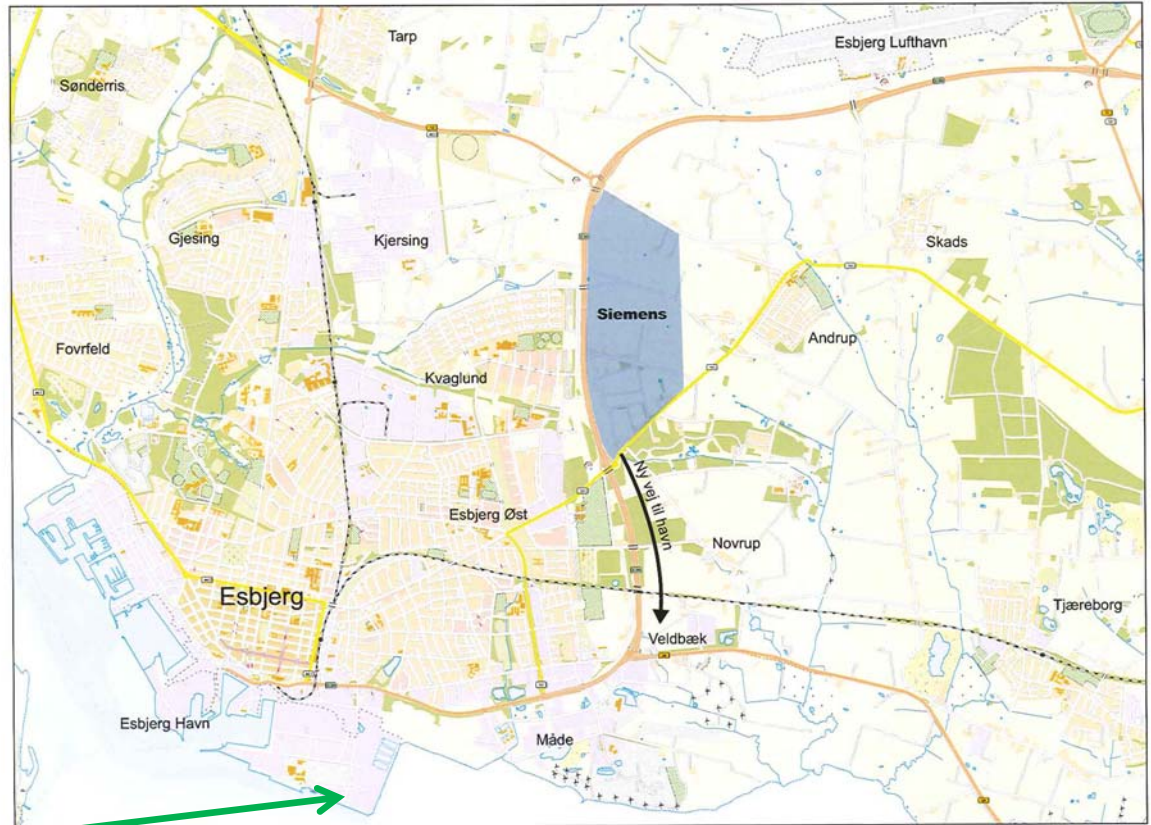 Tarp
Esbjerg Lufthavn
Sønderris
Gjesing
Kjersing
Skads
Siemens
Andrup
Fovrfeld
Kvaglund
Ny vej til havn
Esbjerg Øst
Novrup
Esbjerg
Tjæreborg
Veldbæk
Esbjerg Havn
Måde